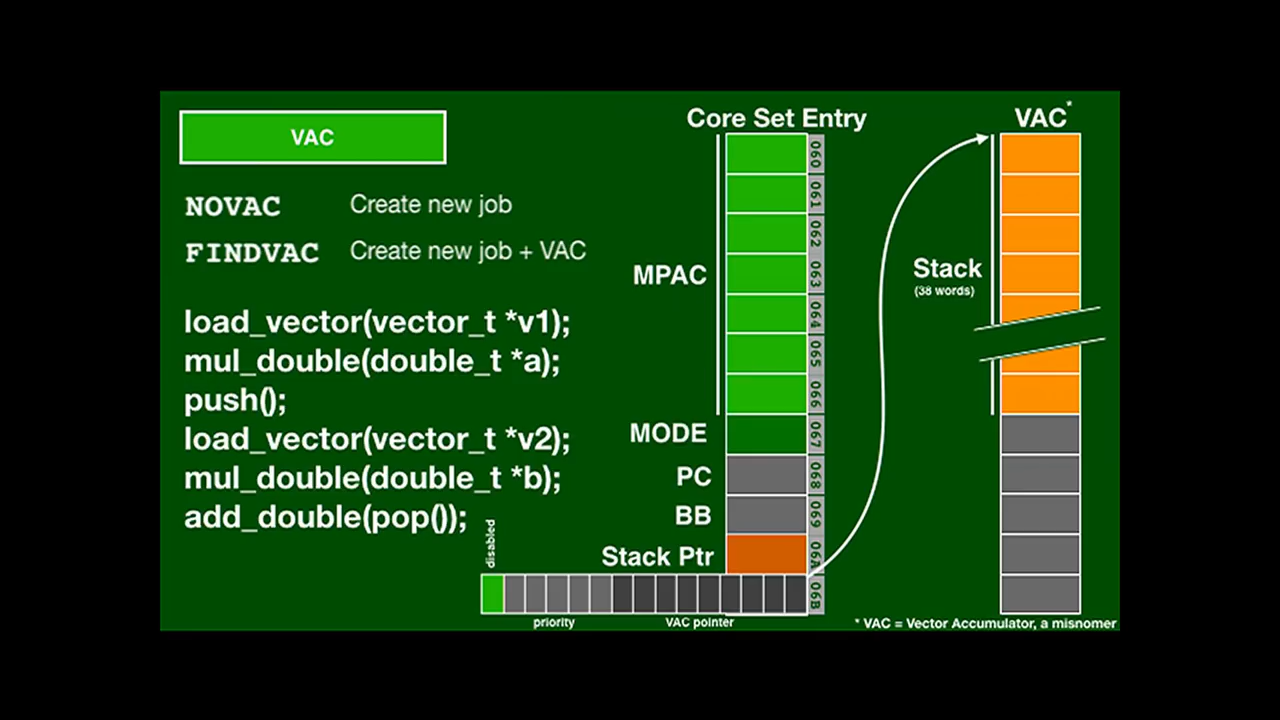 VAC
NOVAC Create new job
FINDVAC Create new job + VAC
load_vector(vector_t *v1);
mul_double(double_t *a);
push();
load_vector(vector_t *v2);
mul_double(double_t *b);
add_double(pop());
Core Set Entry
MPAC
MODE
PC
BB
Stack Ptr
060
061
062
063
064
065
066
067
068
069
06A
06B
disabled
priority
VAC pointer
VAC*
Stack
(38 words)
* VAC = Vector Accumulator, a misnomer